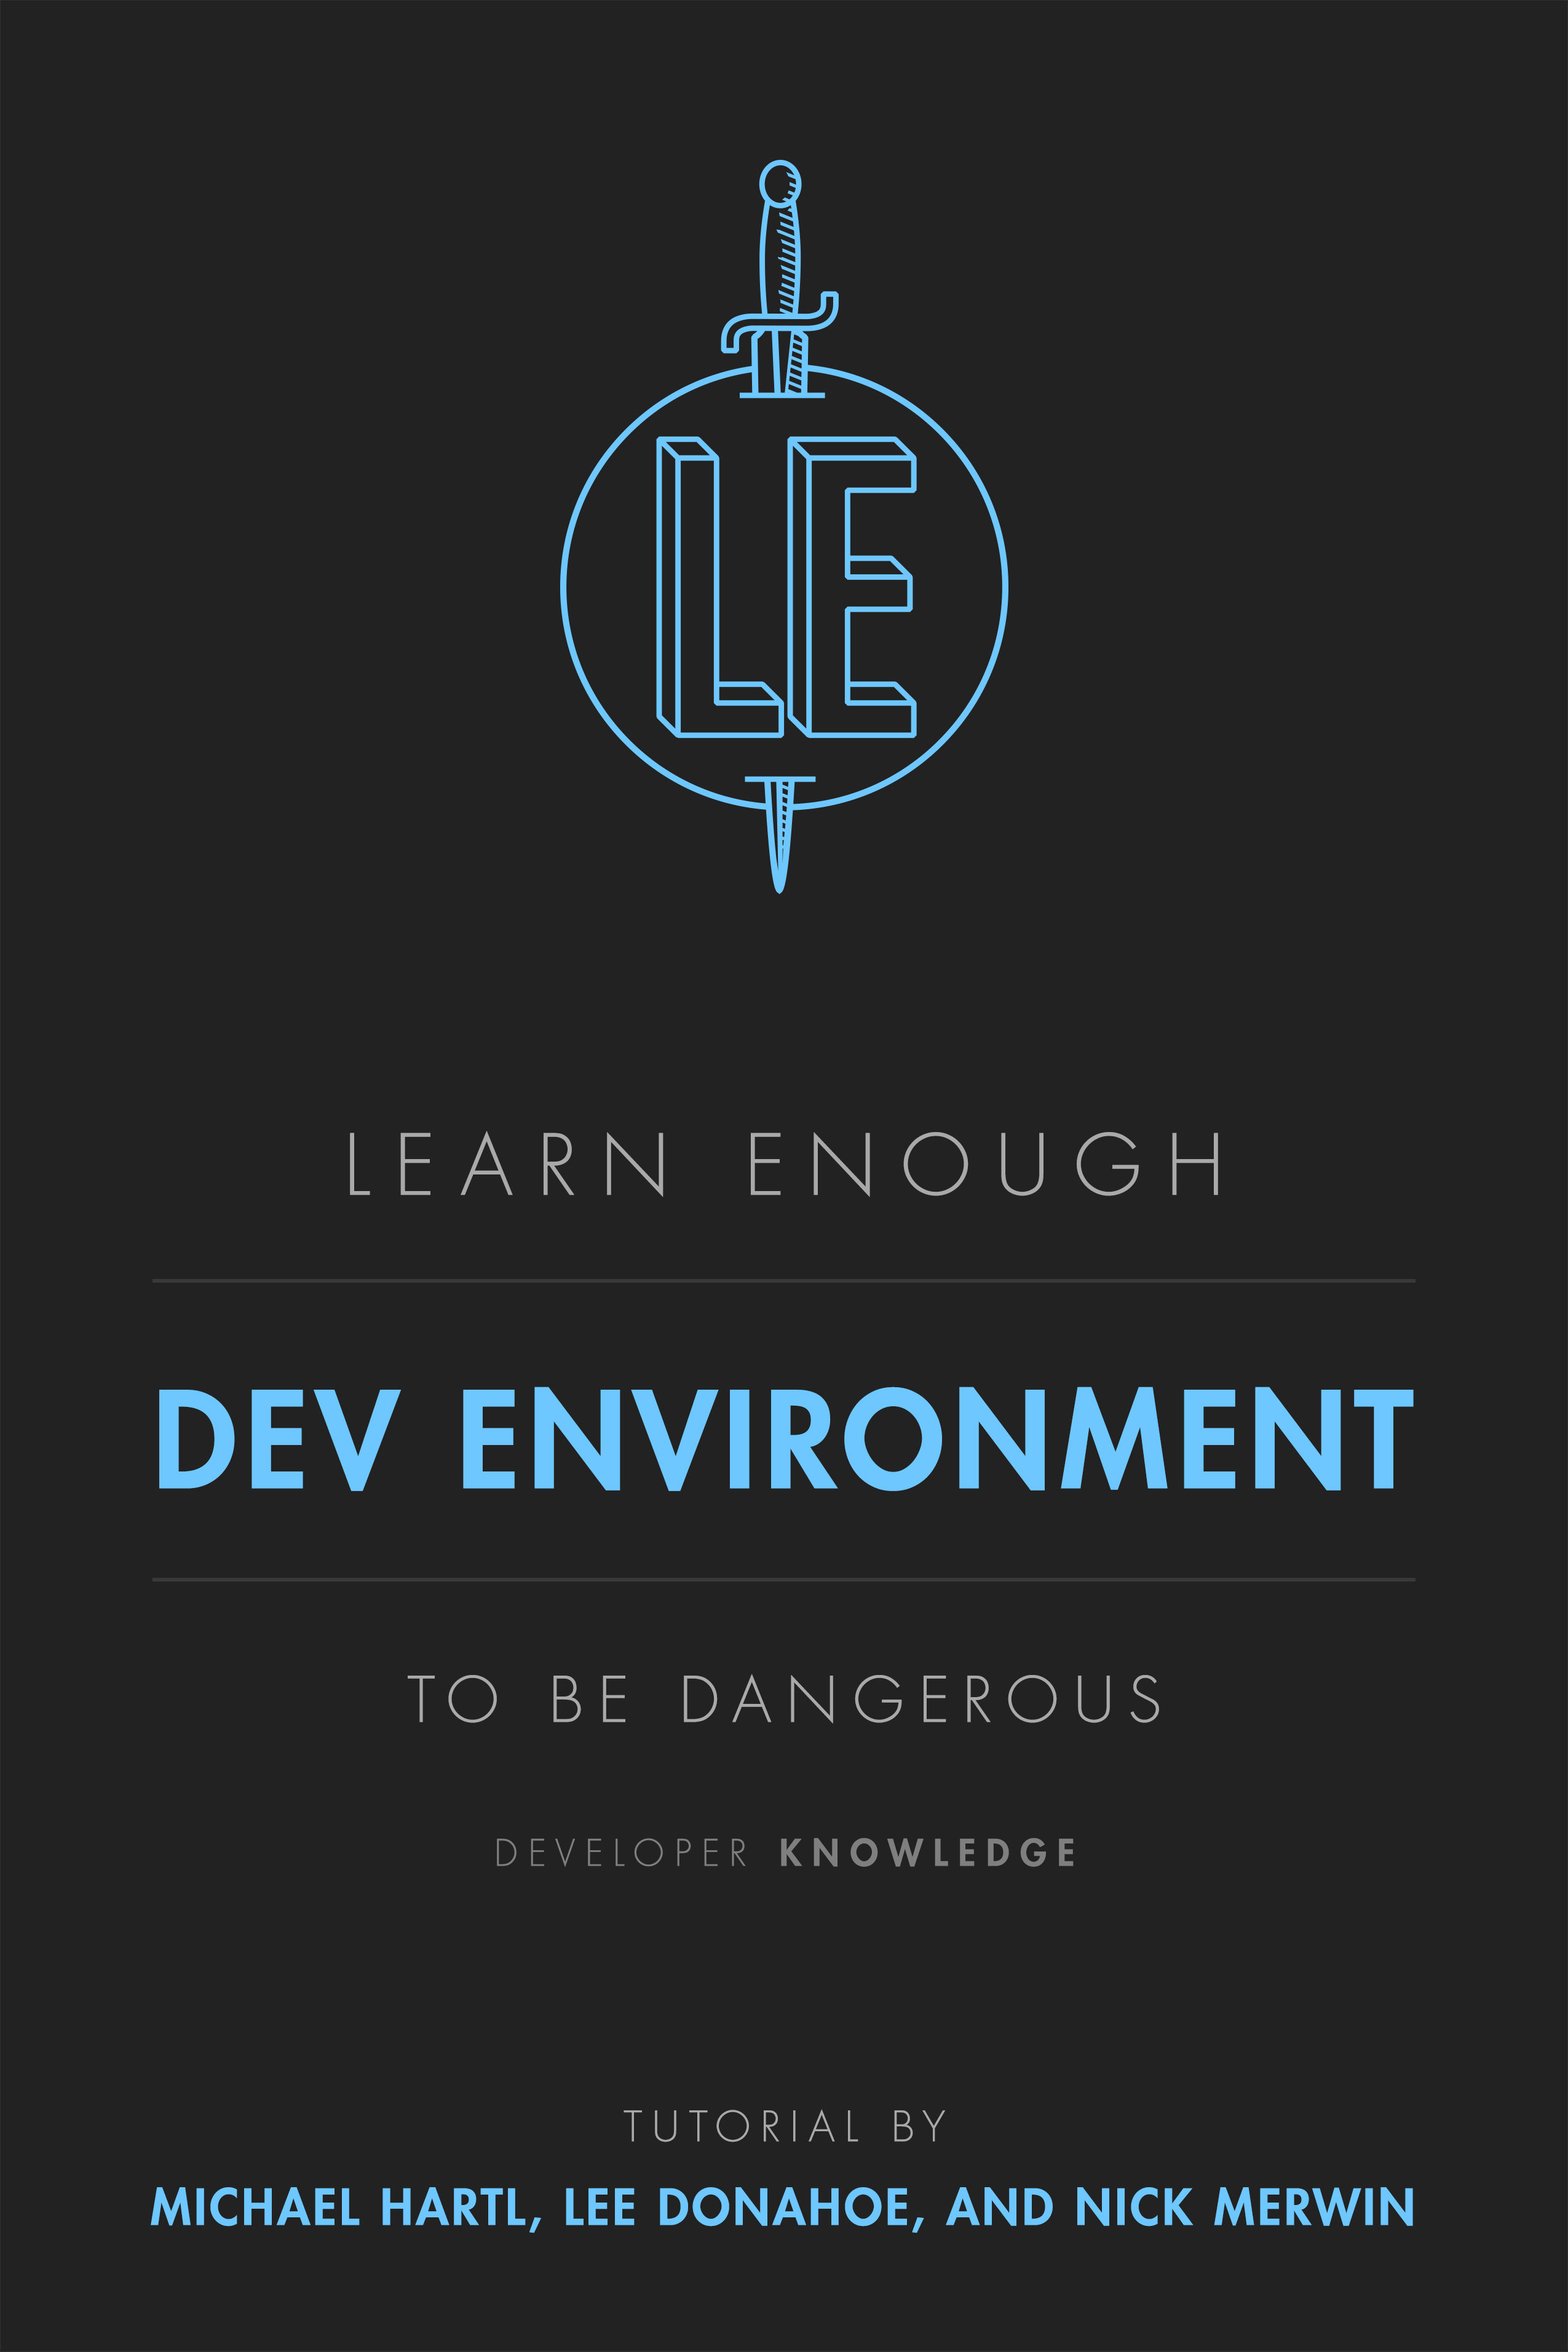 LE
LEARN ENOUGH
DEV ENVIRONMENT
TO BE DANGEROUS
DEVELOPER KNOWLEDGE
TUTORIAL BY
MICHAEL HARTL, LEE DONAHOE, AND NICK MERWIN